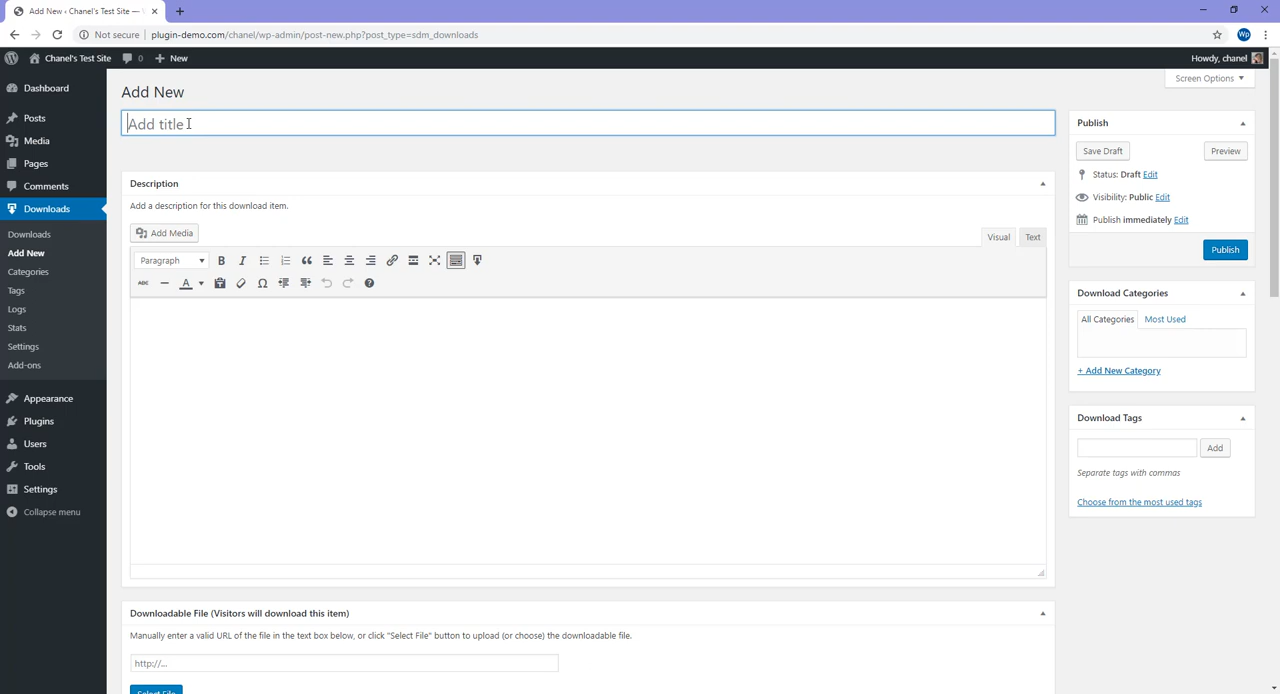 Add New ‹ Chanel's Test Site —
Not secure | plugin-demo.com/chanel/wp-admin/post-new.php?post_type=sdm_downloads
Wp
Chanel's Test Site
0
New
Howdy, chanel
Dashboard
Posts
Media
Pages
Comments
Downloads
Downloads
Add New
Categories
Tags
Logs
Stats
Settings
Add-ons
Appearance
Plugins
Users
Tools
Settings
Collapse menu
Screen Options
Add New
Add title
Description
Add a description for this download item.
Add Media
Visual
Text
Paragraph
B
I
ABC
A
Downloadable File (Visitors will download this item)
Manually enter a valid URL of the file in the text box below, or click "Select File" button to upload (or choose) the downloadable file.
http://...
Select File
Publish
Save Draft
Preview
Status: Draft Edit
Visibility: Public Edit
Publish immediately Edit
Publish
Download Categories
All Categories
Most Used
+ Add New Category
Download Tags
Add
Separate tags with commas
Choose from the most used tags